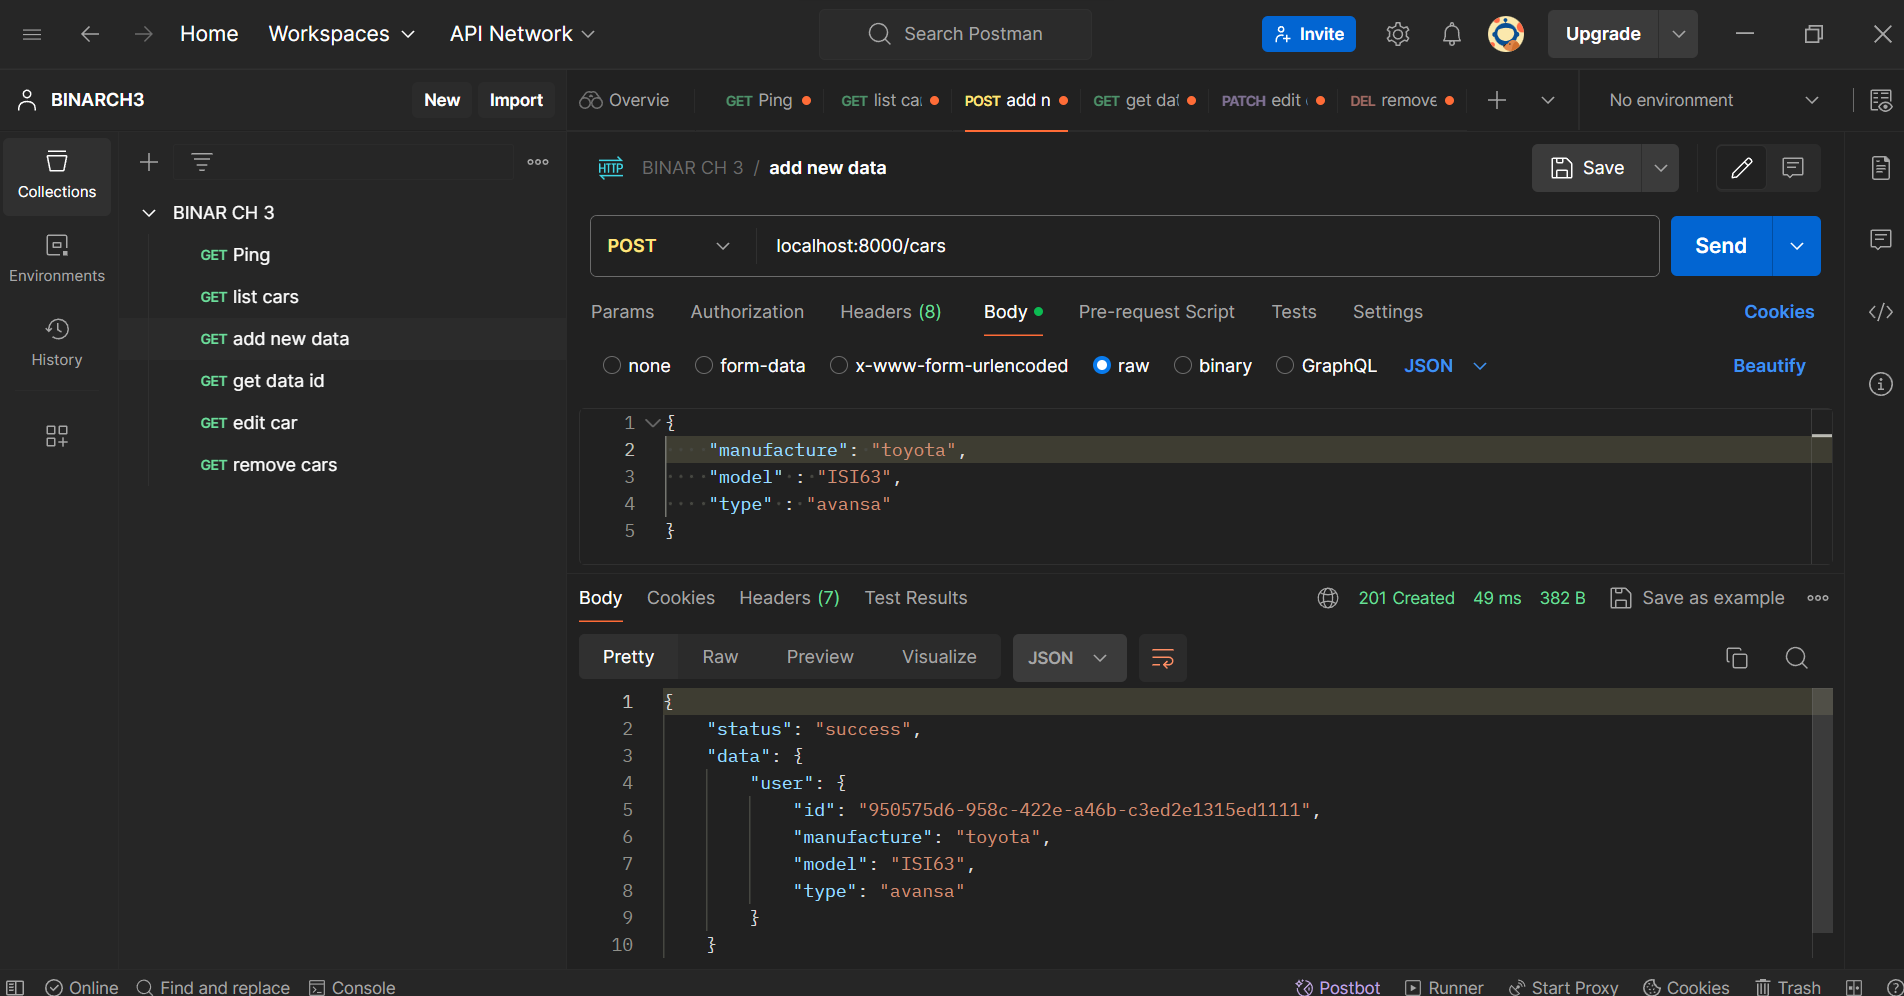 Home Workspaces API Network Search Postman Invite Upgrade
BINARCH3 New Import Overvie GET Ping GET list ca POST add n GET get dat PATCH edit DEL remove No environment
Collections
Environments
History
BINAR CH 3
GET Ping
GET list cars
GET add new data
GET get data id
GET edit car
GET remove cars
HTTP BINAR CH 3 / add new data Save
POST localhost:8000/cars Send
Params Authorization Headers (8) Body Pre-request Script Tests Settings Cookies
none form-data x-www-form-urlencoded raw binary GraphQL JSON Beautify
1 {
2 "manufacture": "toyota",
3 "model" : "ISI63",
4 "type" : "avansa"
5 }
Body Cookies Headers (7) Test Results 201 Created 49 ms 382 B Save as example
Pretty Raw Preview Visualize JSON
1 {
2 "status": "success",
3 "data": {
4 "user": {
5 "id": "950575d6-958c-422e-a46b-c3ed2e1315ed1111",
6 "manufacture": "toyota",
7 "model": "ISI63",
8 "type": "avansa"
9 }
10 }
Online Find and replace Console Postbot Runner Start Proxy Cookies Trash